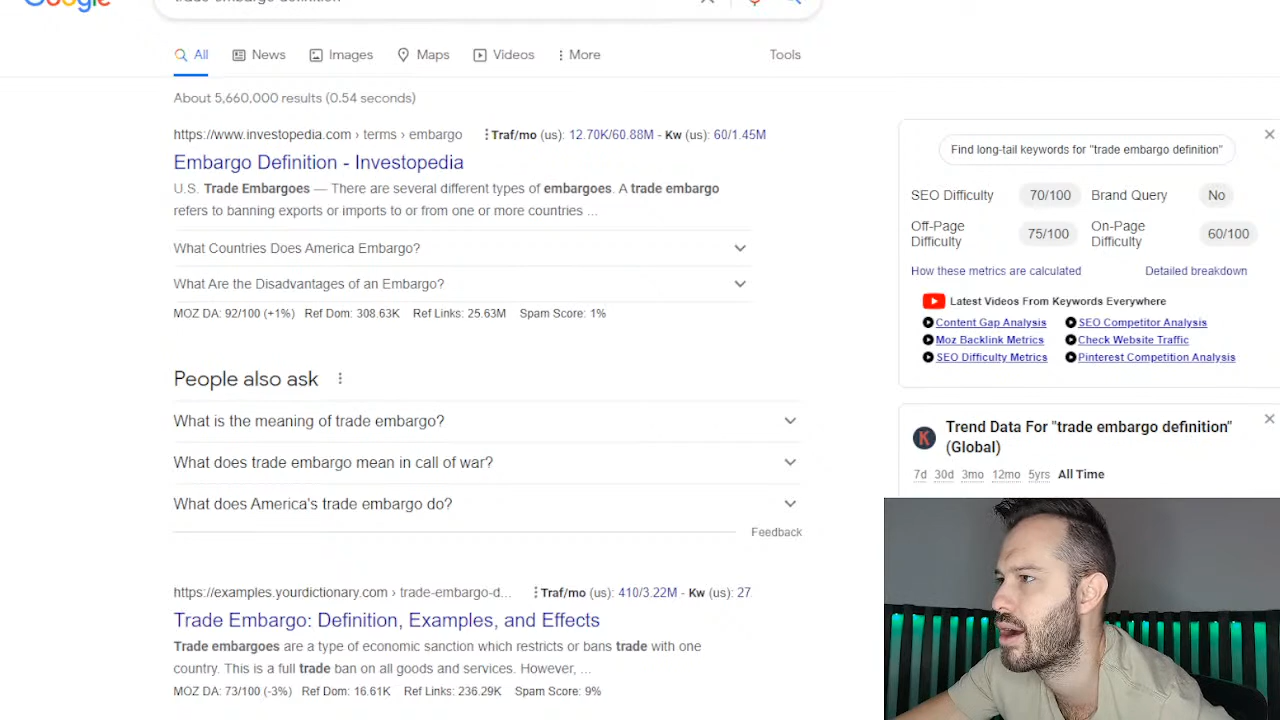 Google
trade embargo definition
All
News
Images
Maps
Videos
More
Tools
About 5,660,000 results (0.54 seconds)
https://www.investopedia.com › terms › embargo
Traf/mo (us): 12.70K/60.88M - Kw (us): 60/1.45M
Embargo Definition - Investopedia
U.S. Trade Embargoes — There are several different types of embargoes. A trade embargo
refers to banning exports or imports to or from one or more countries ...
What Countries Does America Embargo?
What Are the Disadvantages of an Embargo?
MOZ DA: 92/100 (+1%) Ref Dom: 308.63K Ref Links: 25.63M Spam Score: 1%
People also ask
What is the meaning of trade embargo?
What does trade embargo mean in call of war?
What does America's trade embargo do?
Feedback
https://examples.yourdictionary.com › trade-embargo-d...
Traf/mo (us): 410/3.22M - Kw (us): 27
Trade Embargo: Definition, Examples, and Effects
Trade embargoes are a type of economic sanction which restricts or bans trade with one
country. This is a full trade ban on all goods and services. However, ...
MOZ DA: 73/100 (-3%) Ref Dom: 16.61K Ref Links: 236.29K Spam Score: 9%
Find long-tail keywords for "trade embargo definition"
SEO Difficulty 70/100 Brand Query No
Off-Page
Difficulty
75/100
On-Page
Difficulty
60/100
How these metrics are calculated
Detailed breakdown
Latest Videos From Keywords Everywhere
Content Gap Analysis
SEO Competitor Analysis
Moz Backlink Metrics
Check Website Traffic
SEO Difficulty Metrics
Pinterest Competition Analysis
K
Trend Data For "trade embargo definition"
(Global)
7d 30d 3mo 12mo 5yrs All Time